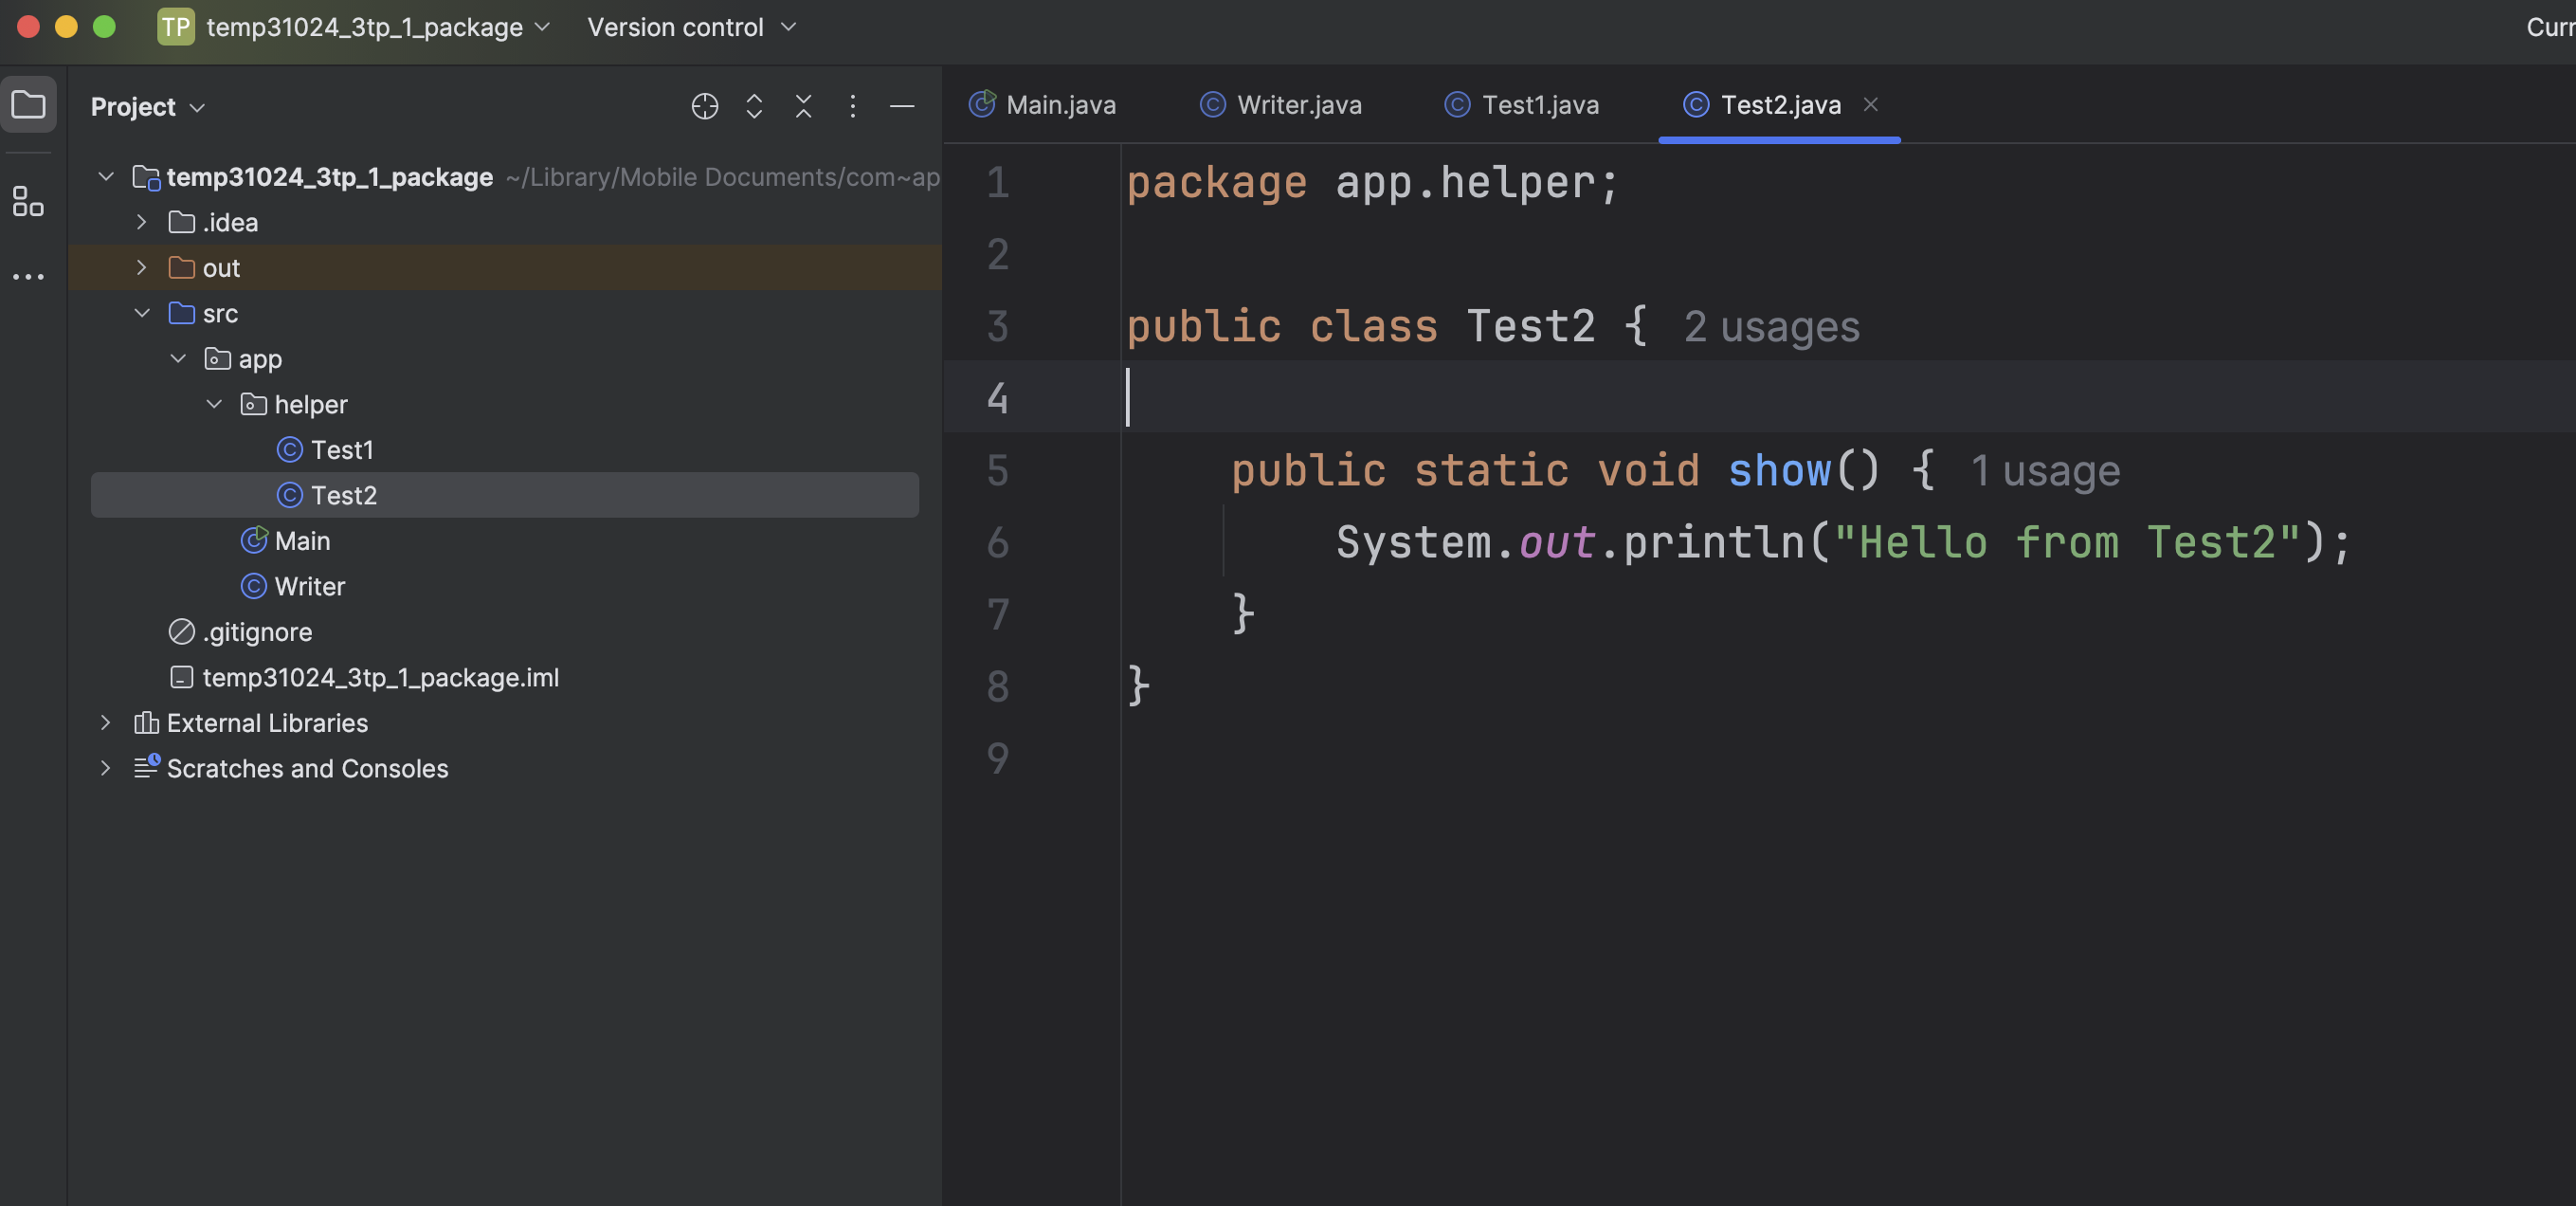 TP temp31024_3tp_1_package Version control Curr
Project
temp31024_3tp_1_package ~/Library/Mobile Documents/com~ap
.idea
out
src
app
helper
Test1
Test2
Main
Writer
.gitignore
temp31024_3tp_1_package.iml
External Libraries
Scratches and Consoles
Main.java Writer.java Test1.java Test2.java
1 package app.helper;
2
3 public class Test2 { 2 usages
4
5 public static void show() { 1 usage
6 System.out.println("Hello from Test2");
7 }
8 }
9